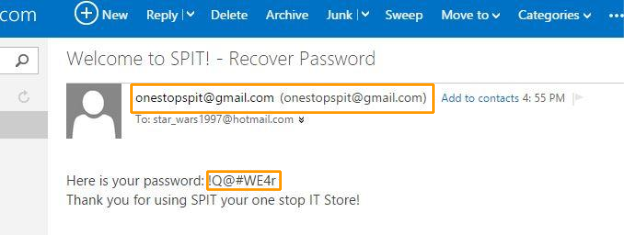 com New Reply Delete Archive Junk Sweep Move to Categories ...
Welcome to SPIT! - Recover Password
onestopspit@gmail.com (onestopspit@gmail.com) Add to contacts 4: 55 PM
To: star_wars1997@hotmail.com
Here is your password: !Q@#WE4r
Thank you for using SPIT your one stop IT Store!